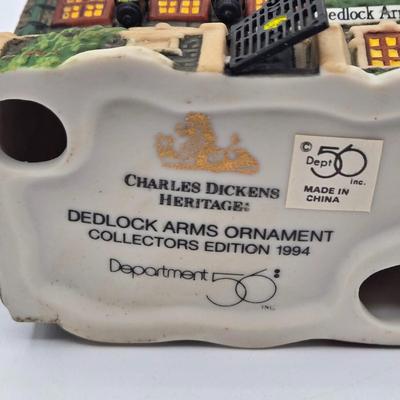 Dedlock Ar
CHARLES DICKENS
HERITAGE
DEDLOCK ARMS ORNAMENT
COLLECTORS EDITION 1994
Department 56
INC.
© Dept 56 inc.
MADE IN
CHINA